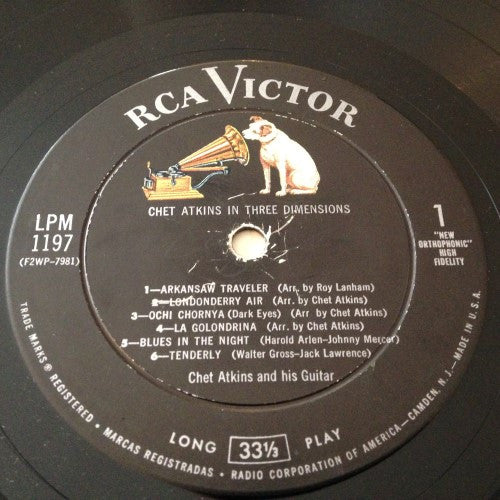 RCA VICTOR
CHET ATKINS IN THREE DIMENSIONS
LPM
1197
(F2WP-7981)
1
"NEW
ORTHOPHONIC"
HIGH
FIDELITY
1—ARKANSAW TRAVELER (Arr. by Roy Lanham)
2—LONDONDERRY AIR (Arr. by Chet Atkins)
3—OCHI CHORNYA (Dark Eyes) (Arr. by Chet Atkins)
4—LA GOLONDRINA (Arr. by Chet Atkins)
5—BLUES IN THE NIGHT (Harold Arlen-Johnny Mercer)
6—TENDERLY (Walter Gross-Jack Lawrence)
Chet Atkins and his Guitar
LONG 33⅓ PLAY
TRADE MARKS ® REGISTERED • MARCAS REGISTRADAS • RADIO CORPORATION OF AMERICA—CAMDEN, N.J.—MADE IN U.S.A.